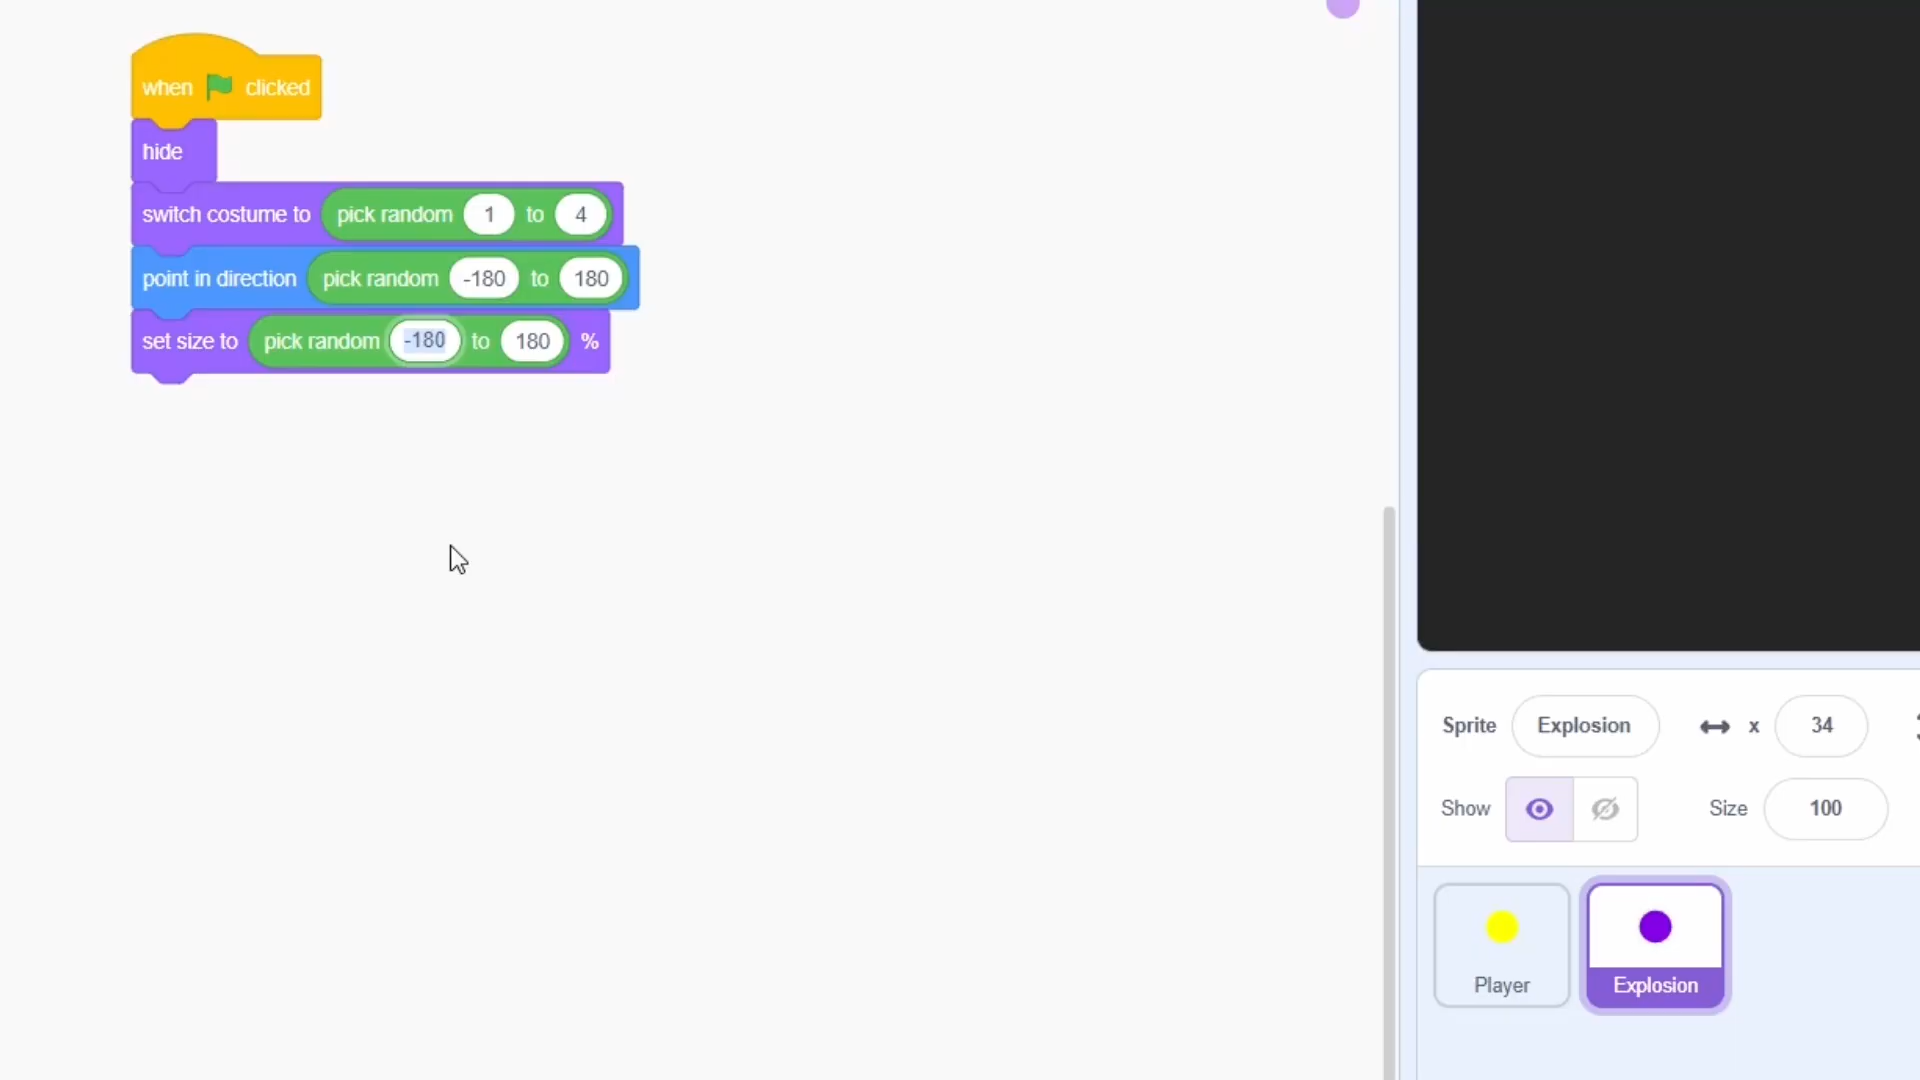 when clicked
hide
switch costume to pick random 1 to 4
point in direction pick random -180 to 180
set size to pick random -180 to 180 %
Sprite Explosion x 34
Show Size 100
Player
Explosion